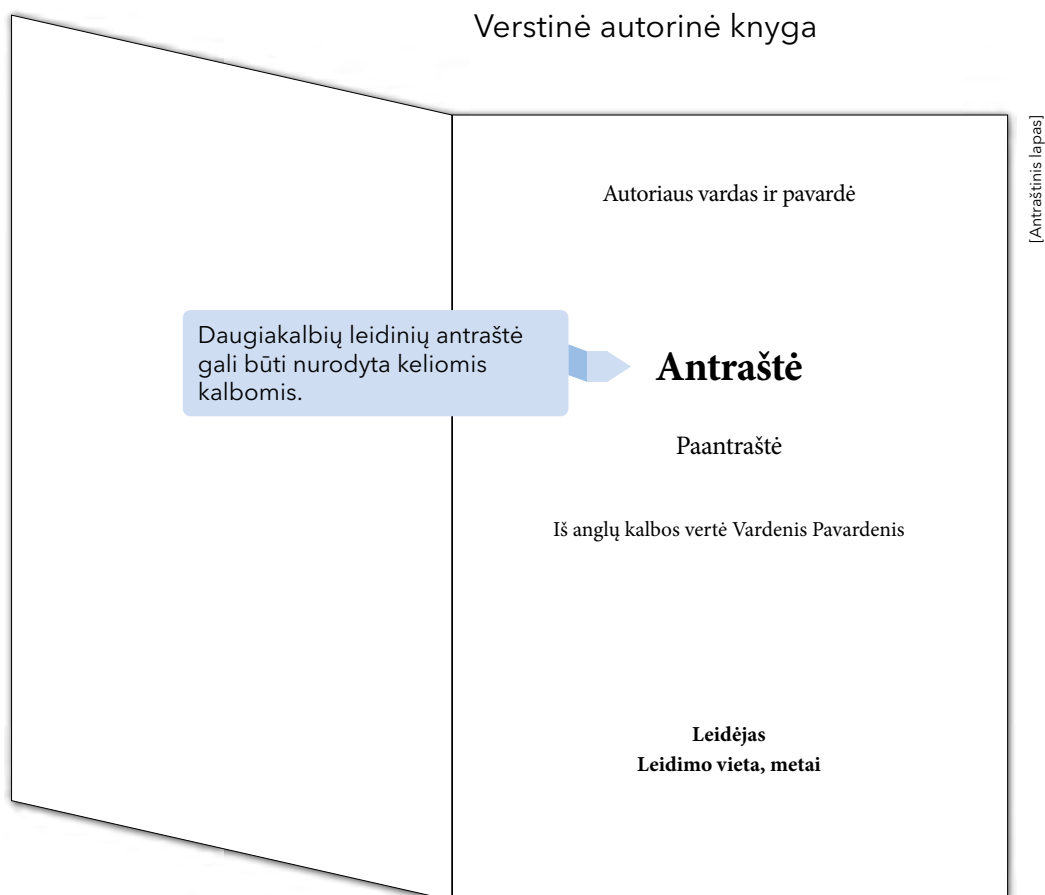 Verstinė autorinė knyga
[Antraštinis lapas]
Autoriaus vardas ir pavardė
Daugiakalbių leidinių antraštė
gali būti nurodyta keliomis
kalbomis.
Antraštė
Paantraštė
Iš anglų kalbos vertė Vardenis Pavardenis
Leidėjas
Leidimo vieta, metai